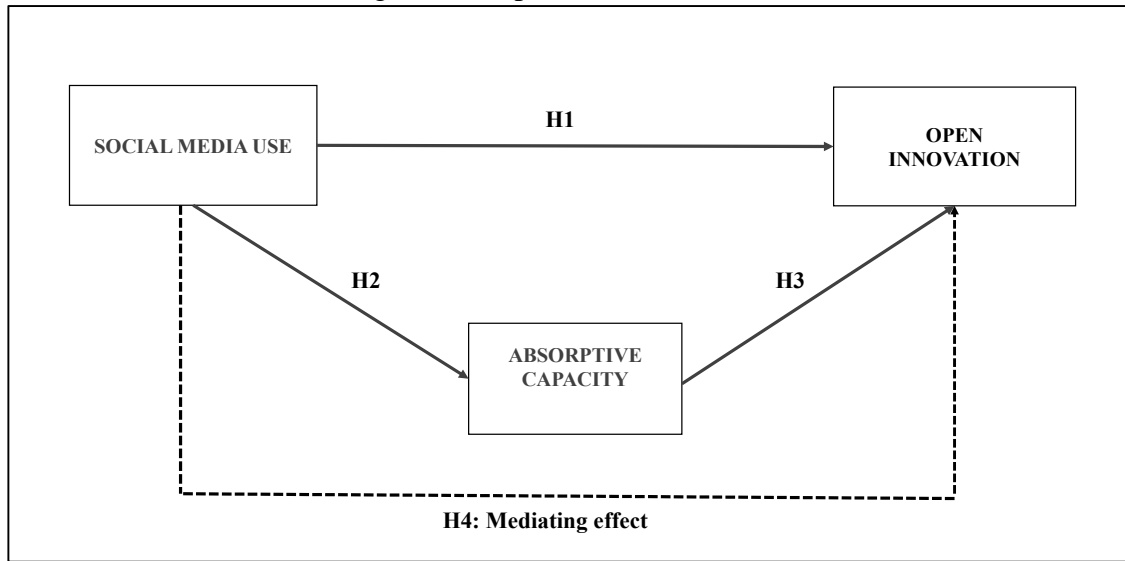 SOCIAL MEDIA USE
H1
OPEN
INNOVATION
H2
H3
ABSORPTIVE
CAPACITY
H4: Mediating effect